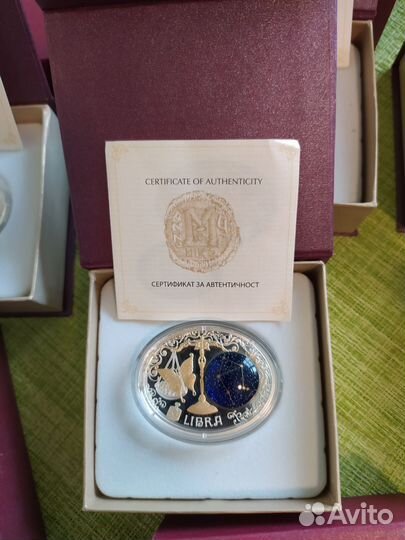 CERTIFICATE OF AUTHENTICITY
M
СЕРТИФИКАТ ЗА АВТЕНТИЧНОСТ
LIBRA
Avito